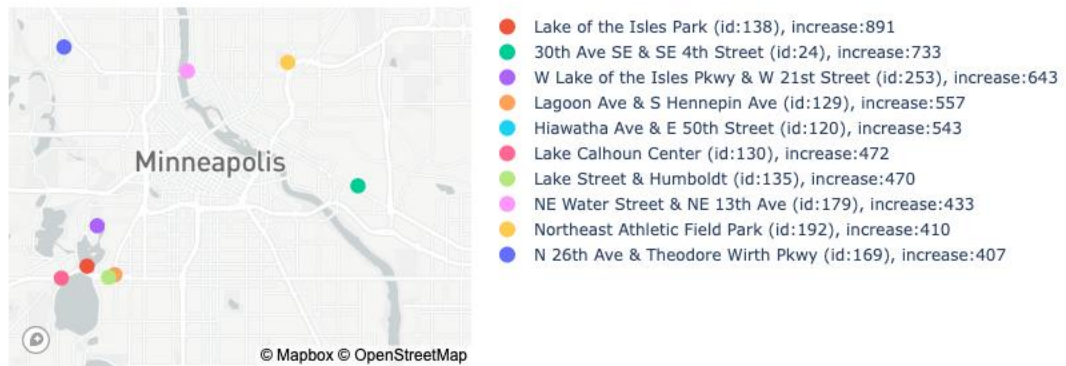 Minneapolis
© Mapbox © OpenStreetMap
Lake of the Isles Park (id:138), increase:891
30th Ave SE & SE 4th Street (id:24), increase:733
W Lake of the Isles Pkwy & W 21st Street (id:253), increase:643
Lagoon Ave & S Hennepin Ave (id:129), increase:557
Hiawatha Ave & E 50th Street (id:120), increase:543
Lake Calhoun Center (id:130), increase:472
Lake Street & Humboldt (id:135), increase:470
NE Water Street & NE 13th Ave (id:179), increase:433
Northeast Athletic Field Park (id:192), increase:410
N 26th Ave & Theodore Wirth Pkwy (id:169), increase:407